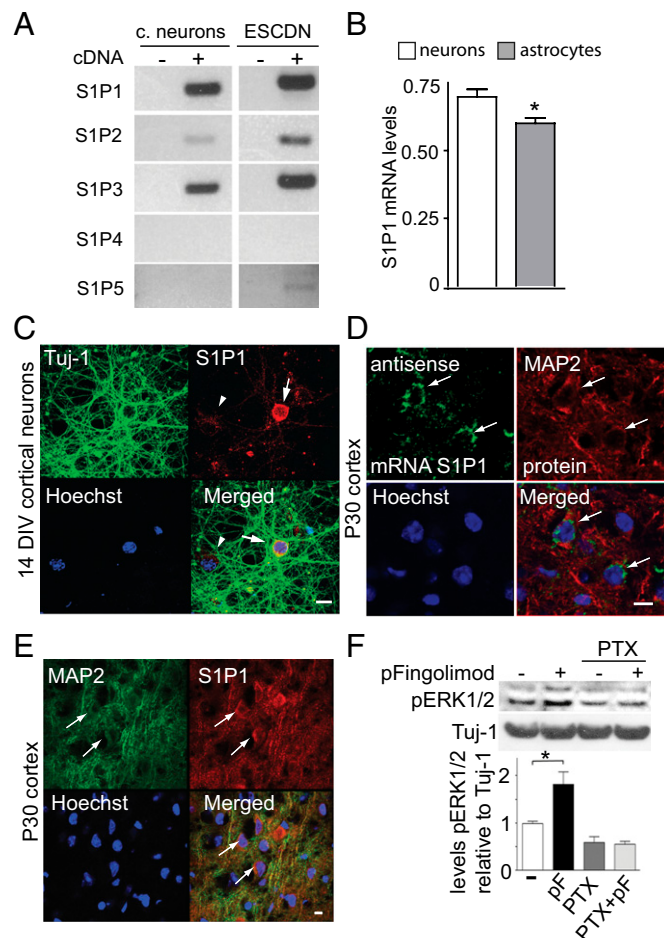 A
c. neurons ESCDN
cDNA - + - +
S1P1
S1P2
S1P3
S1P4
S1P5
B
neurons astrocytes
S1P1 mRNA levels
0.75
0.50
0.25
0
*
C
14 DIV cortical neurons
Tuj-1 S1P1
Hoechst Merged
D
P30 cortex
antisense MAP2
mRNA S1P1 protein
Hoechst Merged
E
P30 cortex
MAP2 S1P1
Hoechst Merged
F
PTX
pFingolimod - + - +
pERK1/2
Tuj-1
levels pERK1/2
relative to Tuj-1
2
1
0
*
- pF PTX PTX+pF